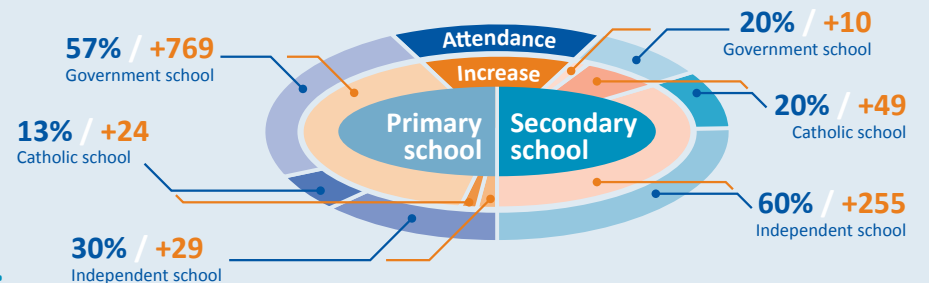 Attendance
Increase
Primary
school
Secondary
school
57% / +769
Government school
13% / +24
Catholic school
30% / +29
Independent school
20% / +10
Government school
20% / +49
Catholic school
60% / +255
Independent school